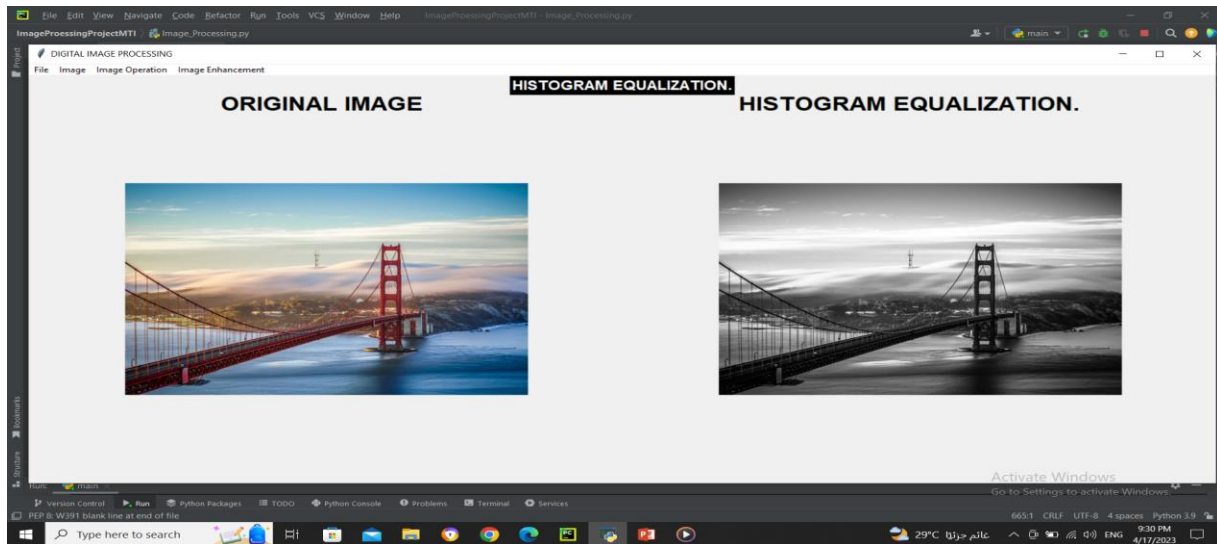 File Edit View Navigate Code Refactor Run Tools VCS Window Help ImageProessingProjectMTI - Image_Processing.py
ImageProessingProjectMTI Image_Processing.py main
Project
DIGITAL IMAGE PROCESSING
File Image Image Operation Image Enhancement
HISTOGRAM EQUALIZATION.
ORIGINAL IMAGE HISTOGRAM EQUALIZATION.
Bookmarks
Structure
Activate Windows
Go to Settings to activate Windows.
Run: main
Version Control Run Python Packages TODO Python Console Problems Terminal Services
PEP 8: W391 blank line at end of file 665:1 CRLF UTF-8 4 spaces Python 3.9
Type here to search 29°C غائم جزئيًا ENG 9:30 PM
4/17/2023